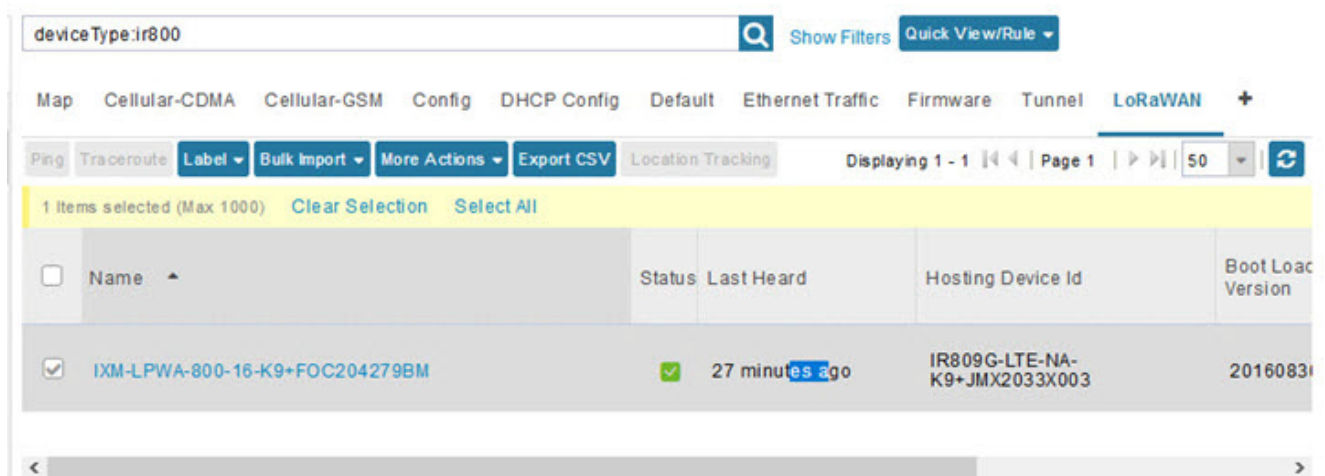 deviceType:ir800 Show Filters Quick View/Rule
Map Cellular-CDMA Cellular-GSM Config DHCP Config Default Ethernet Traffic Firmware Tunnel LoRaWAN +
Ping Traceroute Label Bulk Import More Actions Export CSV Location Tracking Displaying 1 - 1 | Page 1 | 50
1 Items selected (Max 1000) Clear Selection Select All
Name Status Last Heard Hosting Device Id Boot Load
Version
IXM-LPWA-800-16-K9+FOC204279BM 27 minutes ago IR809G-LTE-NA-
K9+JMX2033X003 2016083